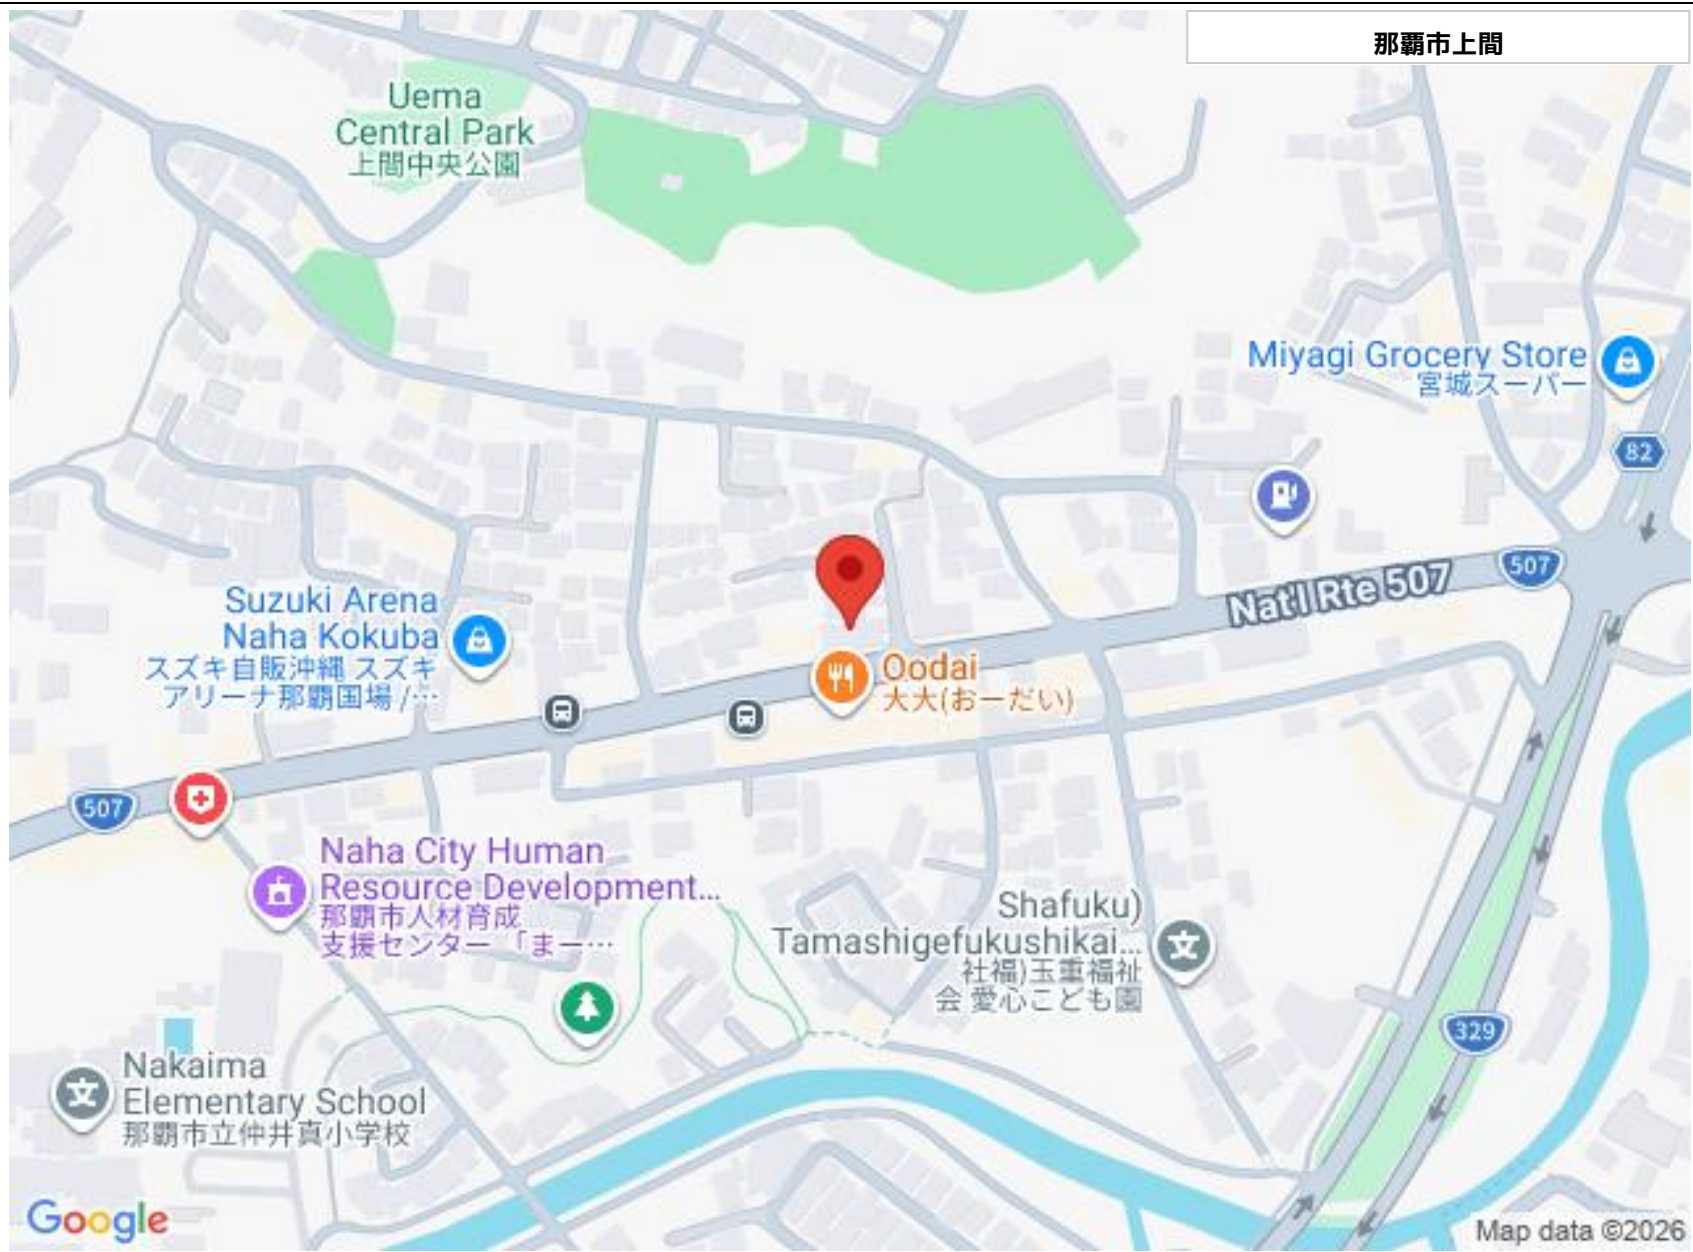 那覇市上間
Uema
Central Park
上間中央公園
Miyagi Grocery Store
宮城スーパー
82
507
Nat'l Rte 507
Suzuki Arena
Naha Kokuba
スズキ自販沖縄 スズキ
アリーナ那覇国場 /…
Oodai
大大(おーだい)
507
Naha City Human
Resource Development...
那覇市人材育成
支援センター 「まー…
Shafuku)
Tamashigefukushikai...
社福)玉重福祉
会 愛心こども園
文
329
文
Nakaima
Elementary School
那覇市立仲井真小学校
Google
Map data ©2026